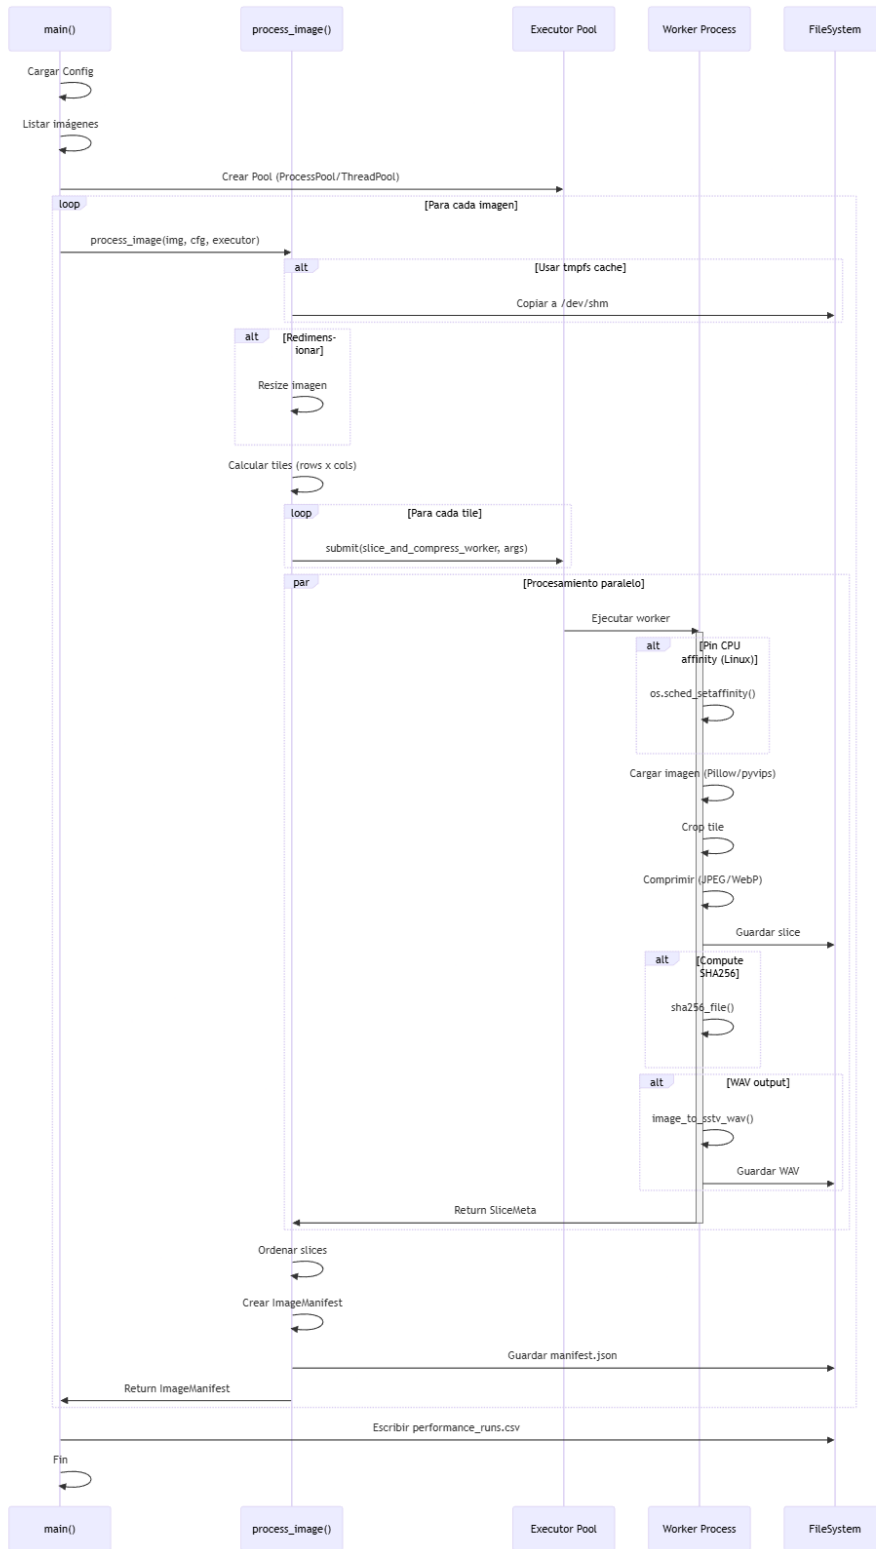 main()
process_image()
Executor Pool
Worker Process
FileSystem
Cargar Config
Listar imágenes
Crear Pool (ProcessPool/ThreadPool)
loop
[Para cada imagen]
process_image(img, cfg, executor)
alt
[Usar tmpfs cache]
Copiar a /dev/shm
alt
[Redimens-
ionar]
Resize imagen
Calcular tiles (rows x cols)
loop
[Para cada tile]
submit(slice_and_compress_worker, args)
par
[Procesamiento paralelo]
Ejecutar worker
alt
[Pin CPU
affinity (Linux)]
os.sched_setaffinity()
Cargar imagen (Pillow/pyvips)
Crop tile
Comprimir (JPEG/WebP)
Guardar slice
alt
[Compute
SHA256]
sha256_file()
alt
[WAV output]
image_to_sstv_wav()
Guardar WAV
Return SliceMeta
Ordenar slices
Crear ImageManifest
Guardar manifest.json
Return ImageManifest
Escribir performance_runs.csv
Fin
main()
process_image()
Executor Pool
Worker Process
FileSystem